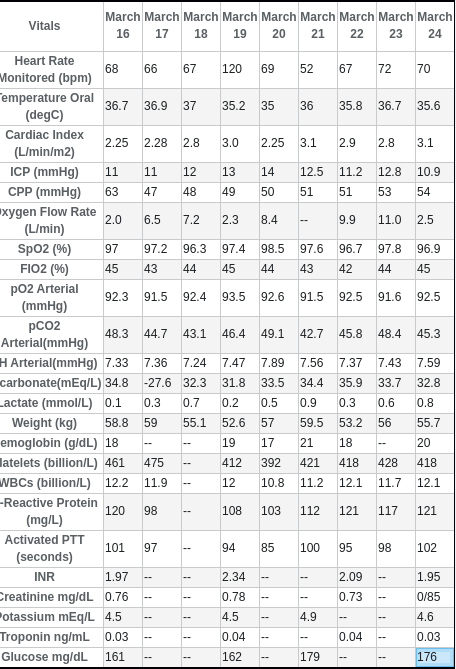 Vitals March 16 March 17 March 18 March 19 March 20 March 21 March 22 March 23 March 24
Heart Rate Monitored (bpm) 68 66 67 120 69 52 67 72 70
Temperature Oral (degC) 36.7 36.9 37 35.2 35 36 35.8 36.7 35.6
Cardiac Index (L/min/m2) 2.25 2.28 2.8 3.0 2.25 3.1 2.9 2.8 3.1
ICP (mmHg) 11 11 12 13 14 12.5 11.2 12.8 10.9
CPP (mmHg) 63 47 48 49 50 51 51 53 54
Oxygen Flow Rate (L/min) 2.0 6.5 7.2 2.3 8.4 -- 9.9 11.0 2.5
SpO2 (%) 97 97.2 96.3 97.4 98.5 97.6 96.7 97.8 96.9
FIO2 (%) 45 43 44 45 44 43 42 44 45
pO2 Arterial (mmHg) 92.3 91.5 92.4 93.5 92.6 91.5 92.5 91.6 92.5
pCO2 Arterial(mmHg) 48.3 44.7 43.1 46.4 49.1 42.7 45.8 48.4 45.3
H Arterial(mmHg) 7.33 7.36 7.24 7.47 7.89 7.56 7.37 7.43 7.59
carbonate(mEq/L) 34.8 -27.6 32.3 31.8 33.5 34.4 35.9 33.7 32.8
Lactate (mmol/L) 0.1 0.3 0.7 0.2 0.5 0.9 0.3 0.6 0.8
Weight (kg) 58.8 59 55.1 52.6 57 59.5 53.2 56 55.7
emoglobin (g/dL) 18 -- -- 19 17 21 18 -- 20
latelets (billion/L) 461 475 -- 412 392 421 418 428 418
WBCs (billion/L) 12.2 11.9 -- 12 10.8 11.2 12.1 11.7 12.1
-Reactive Protein (mg/L) 120 98 -- 108 103 112 121 117 121
Activated PTT (seconds) 101 97 -- 94 85 100 95 98 102
INR 1.97 -- -- 2.34 -- -- 2.09 -- 1.95
Creatinine mg/dL 0.76 -- -- 0.78 -- -- 0.73 -- 0/85
Potassium mEq/L 4.5 -- -- 4.5 -- 4.9 -- -- 4.6
Troponin ng/mL 0.03 -- -- 0.04 -- -- 0.04 -- 0.03
Glucose mg/dL 161 -- -- 162 -- 179 -- -- 176